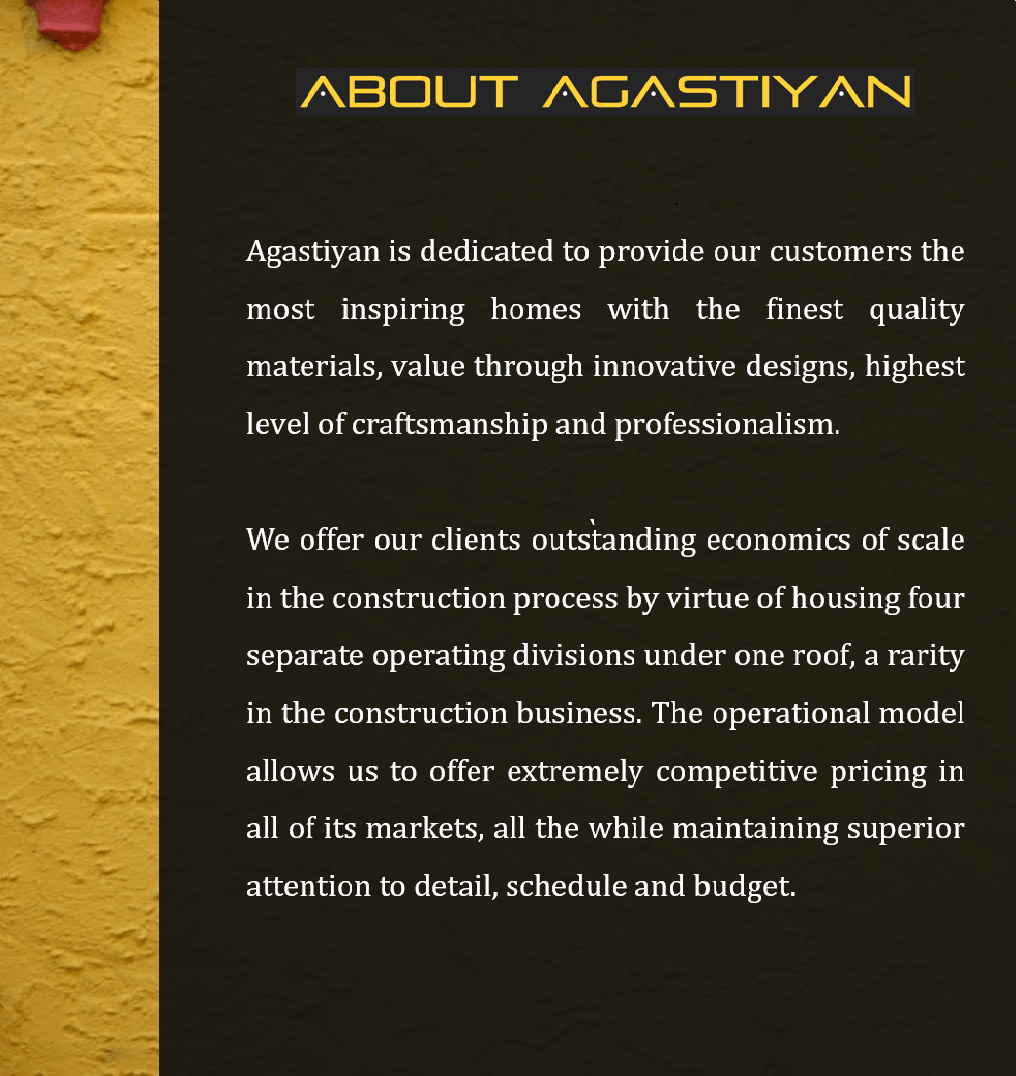 ABOUT AGASTIYAN
Agastiyan is dedicated to provide our customers the
most inspiring homes with the finest quality
materials, value through innovative designs, highest
level of craftsmanship and professionalism.
We offer our clients outstanding economics of scale
in the construction process by virtue of housing four
separate operating divisions under one roof, a rarity
in the construction business. The operational model
allows us to offer extremely competitive pricing in
all of its markets, all the while maintaining superior
attention to detail, schedule and budget.